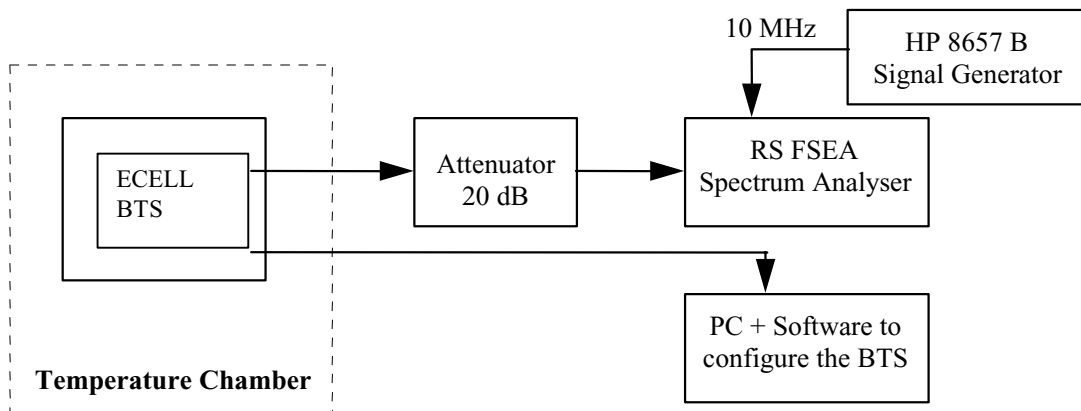 10 MHz
HP 8657 B
Signal Generator
ECELL
BTS
Attenuator
20 dB
RS FSEA
Spectrum Analyser
PC + Software to
configure the BTS
Temperature Chamber